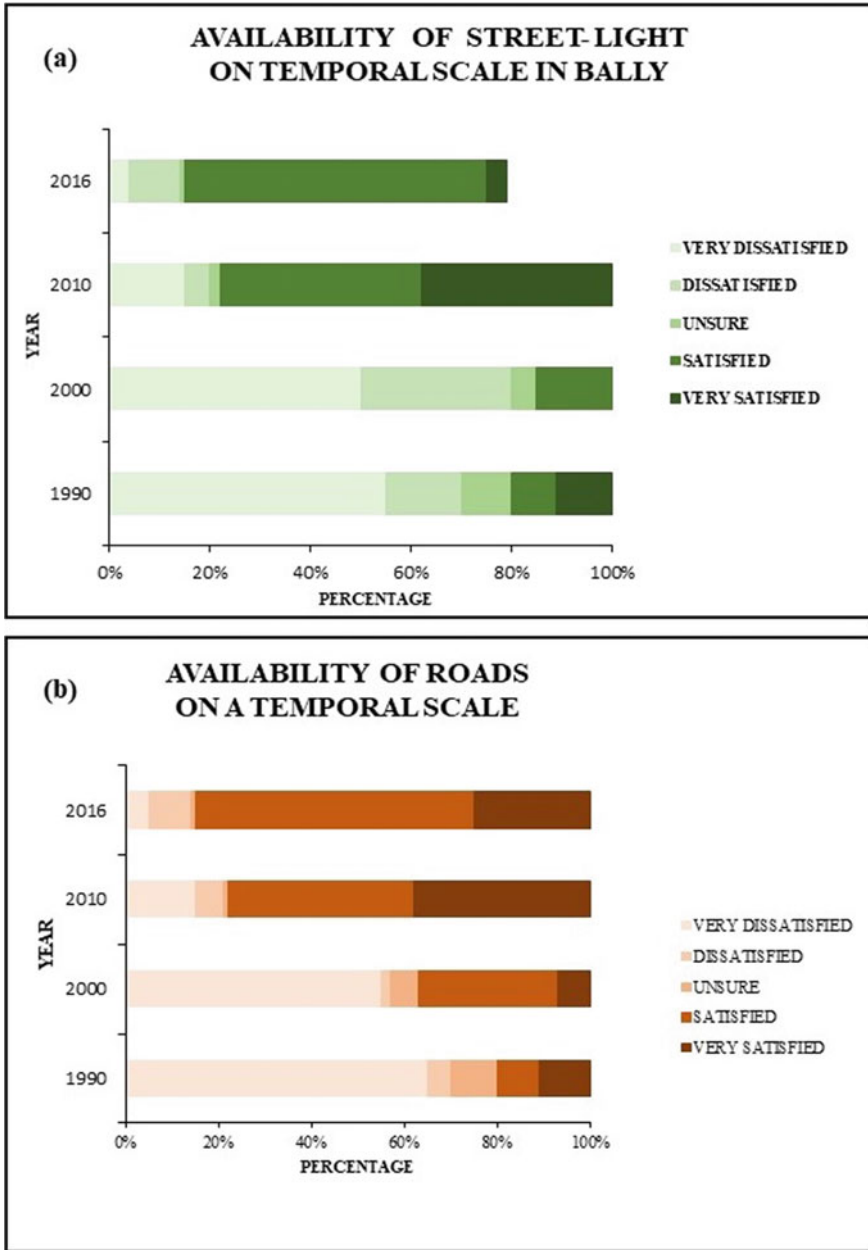 (a)
AVAILABILITY OF STREET-LIGHT
ON TEMPORAL SCALE IN BALLY
2016
2010
2000
1990
YEAR
0% 20% 40% 60% 80% 100%
PERCENTAGE
VERY DISSATISFIED
DISSATISFIED
UNSURE
SATISFIED
VERY SATISFIED
(b)
AVAILABILITY OF ROADS
ON A TEMPORAL SCALE
2016
2010
2000
1990
YEAR
0% 20% 40% 60% 80% 100%
PERCENTAGE
VERY DISSATISFIED
DISSATISFIED
UNSURE
SATISFIED
VERY SATISFIED